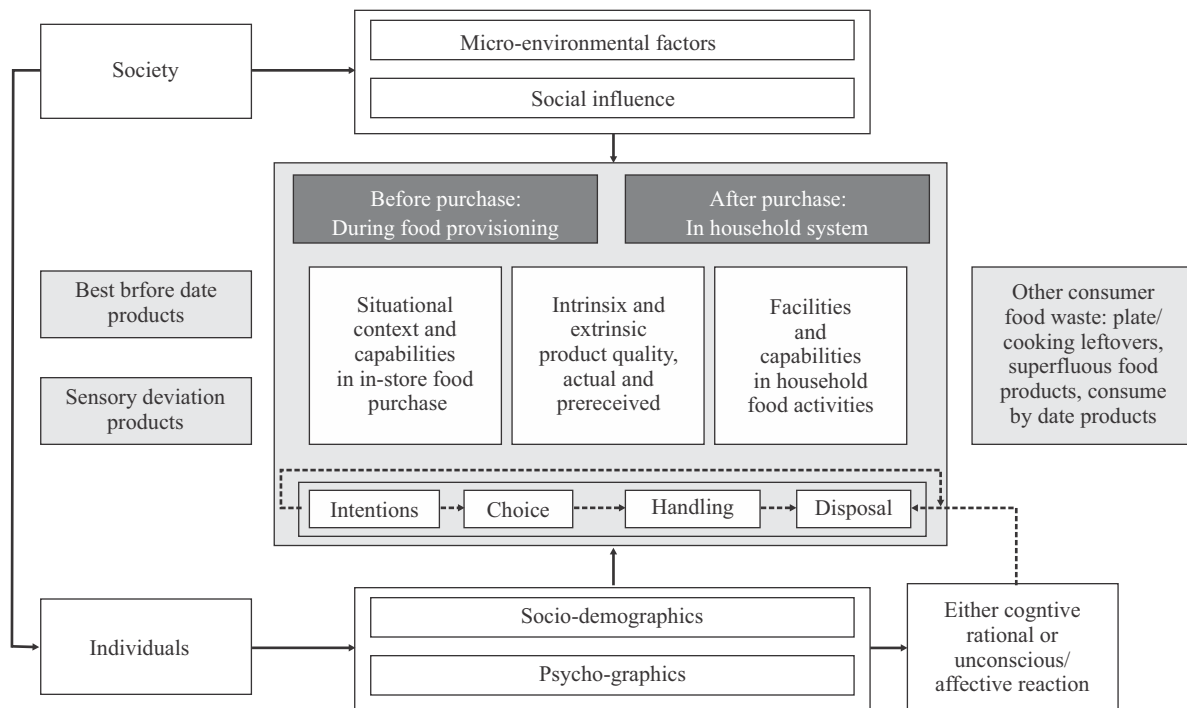 Society
Micro-environmental factors
Social influence
Before purchase:
During food provisioning
After purchase:
In household system
Best brfore date
products
Sensory deviation
products
Situational
context and
capabilities
in in-store food
purchase
Intrinsix and
extrinsic
product quality,
actual and
prereceived
Facilities
and
capabilities
in household
food activities
Other consumer
food waste: plate/
cooking leftovers,
superfluous food
products, consume
by date products
Intentions
Choice
Handling
Disposal
Individuals
Socio-demographics
Psycho-graphics
Either cogntive
rational or
unconscious/
affective reaction